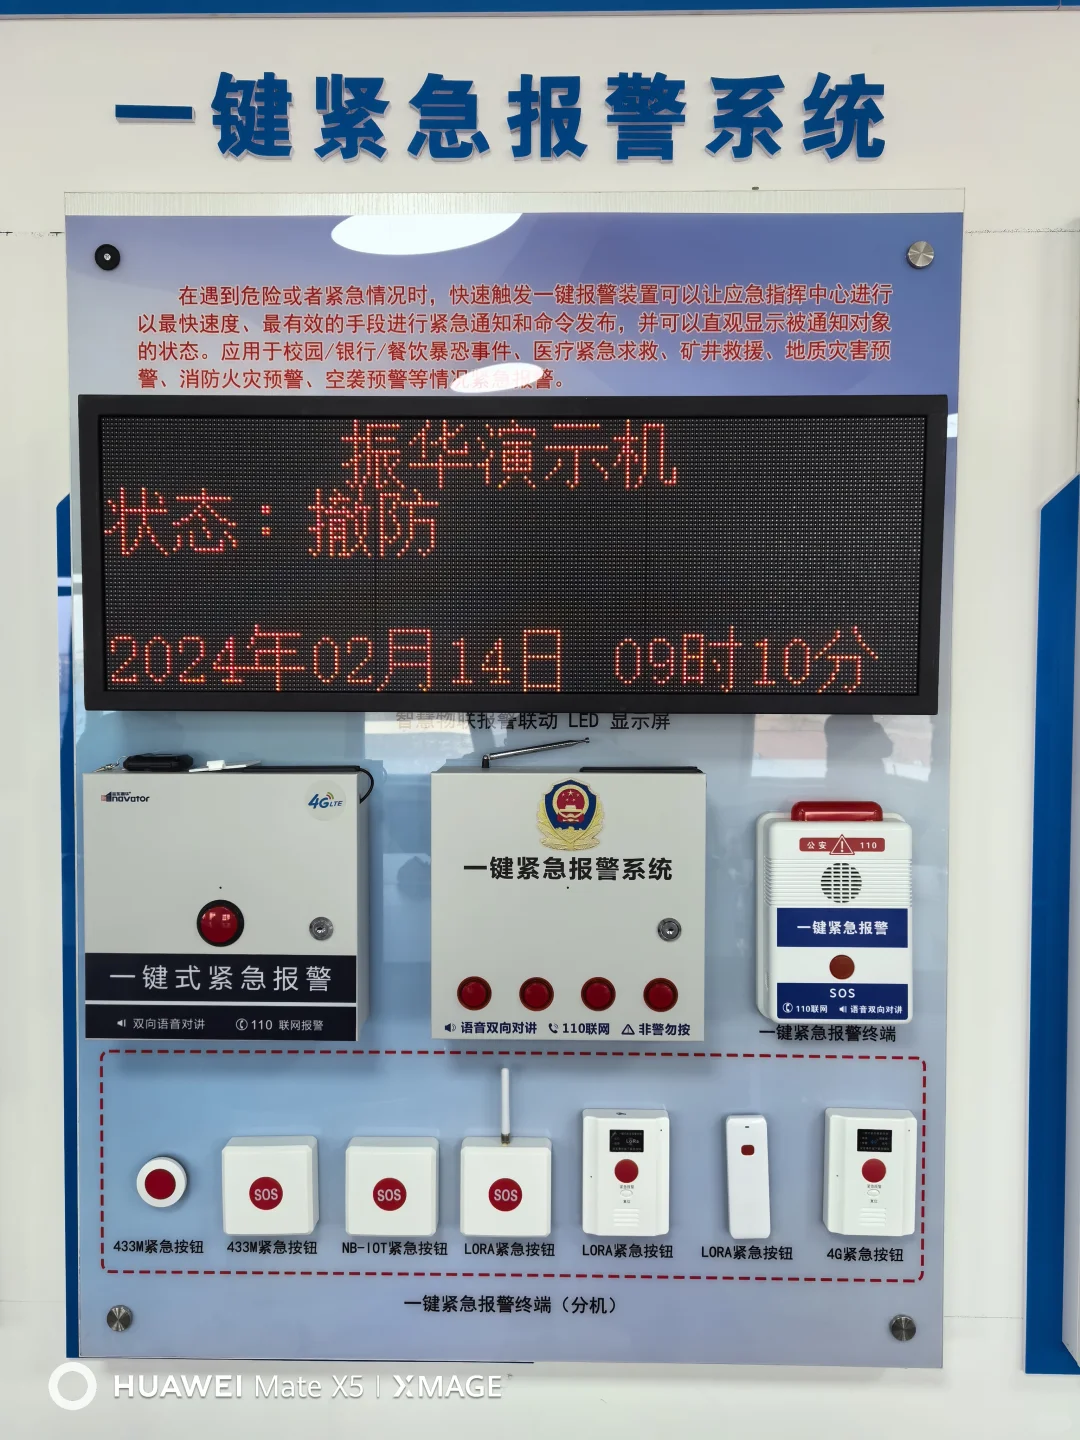 一键紧急报警系统
在遇到危险或者紧急情况时，快速触发一键报警装置可以让应急指挥中心进行
以最快速度、最有效的手段进行紧急通知和命令发布，并可以直观显示被通知对象
的状态。应用于校园/银行/餐饮暴恐事件、医疗紧急求救、矿井救援、地质灾害预
警、消防火灾预警、空袭预警等情况紧急报警。
振华演示机
状态：撤防
2024年02月14日 09时10分
智慧物联报警联动 LED 显示屏
novator
4G LTE
一键式紧急报警
双向语音对讲 110 联网报警
一键紧急报警系统
语音双向对讲 110联网 非警勿按
公安 110
一键紧急报警
SOS
110联网 语音双向对讲
一键紧急报警终端
SOS
SOS
SOS
LORA
433M紧急按钮
433M紧急按钮
NB-IOT紧急按钮
LORA紧急按钮
LORA紧急按钮
LORA紧急按钮
4G紧急按钮
一键紧急报警终端（分机）
HUAWEI Mate X5 | XMAGE